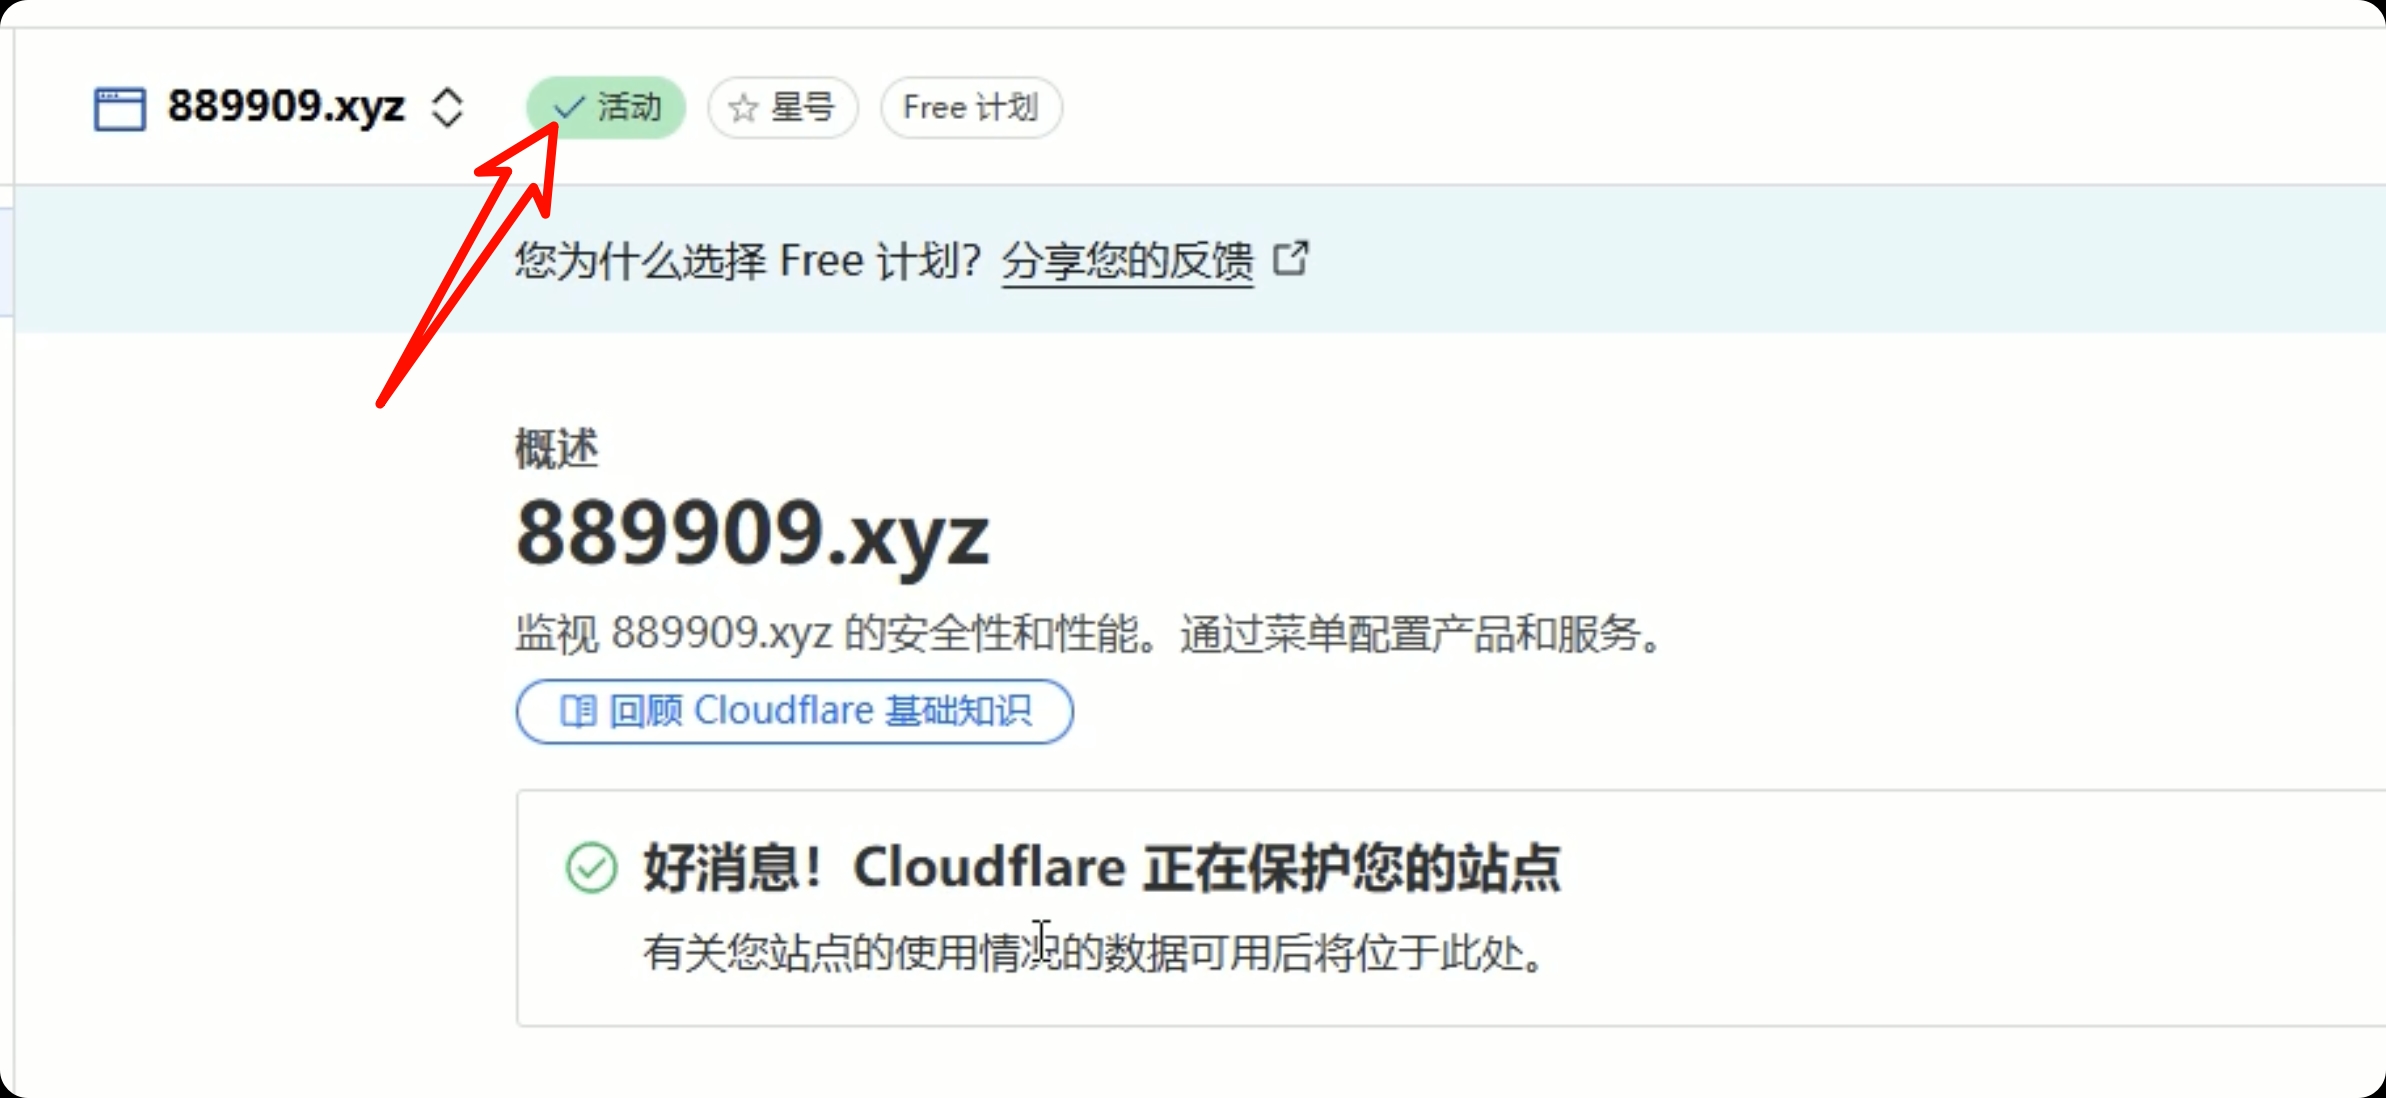 889909.xyz 活动 星号 Free 计划
您为什么选择 Free 计划？分享您的反馈
概述
889909.xyz
监视 889909.xyz 的安全性和性能。通过菜单配置产品和服务。
回顾 Cloudflare 基础知识
好消息！Cloudflare 正在保护您的站点
有关您站点的使用情况的数据可用后将位于此处。